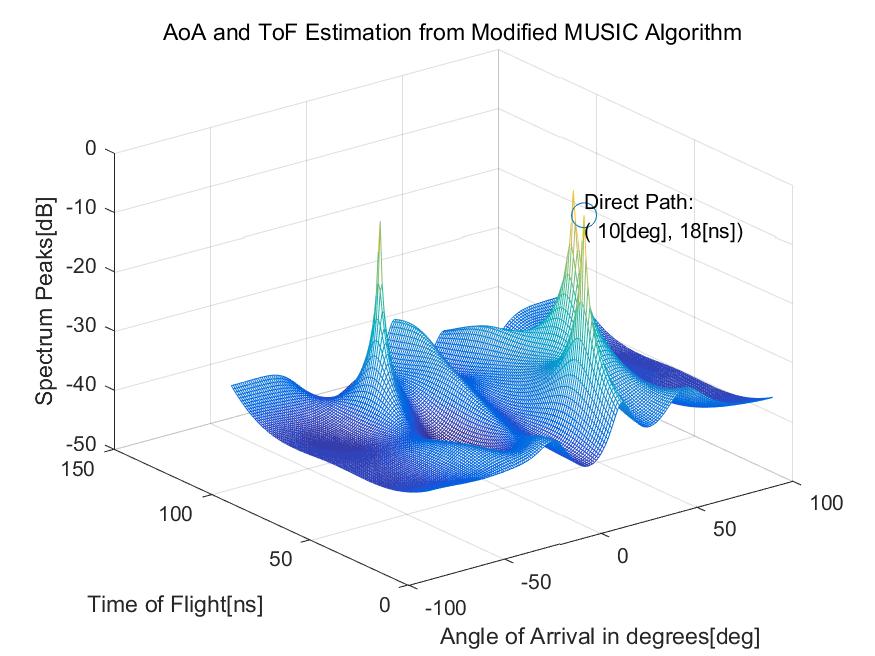 AoA and ToF Estimation from Modified MUSIC Algorithm
0
-10
-20
-30
-40
-50
Spectrum Peaks[dB]
Direct Path:
( 10[deg], 18[ns])
150
100
50
0
Time of Flight[ns]
-100
-50
0
50
100
Angle of Arrival in degrees[deg]